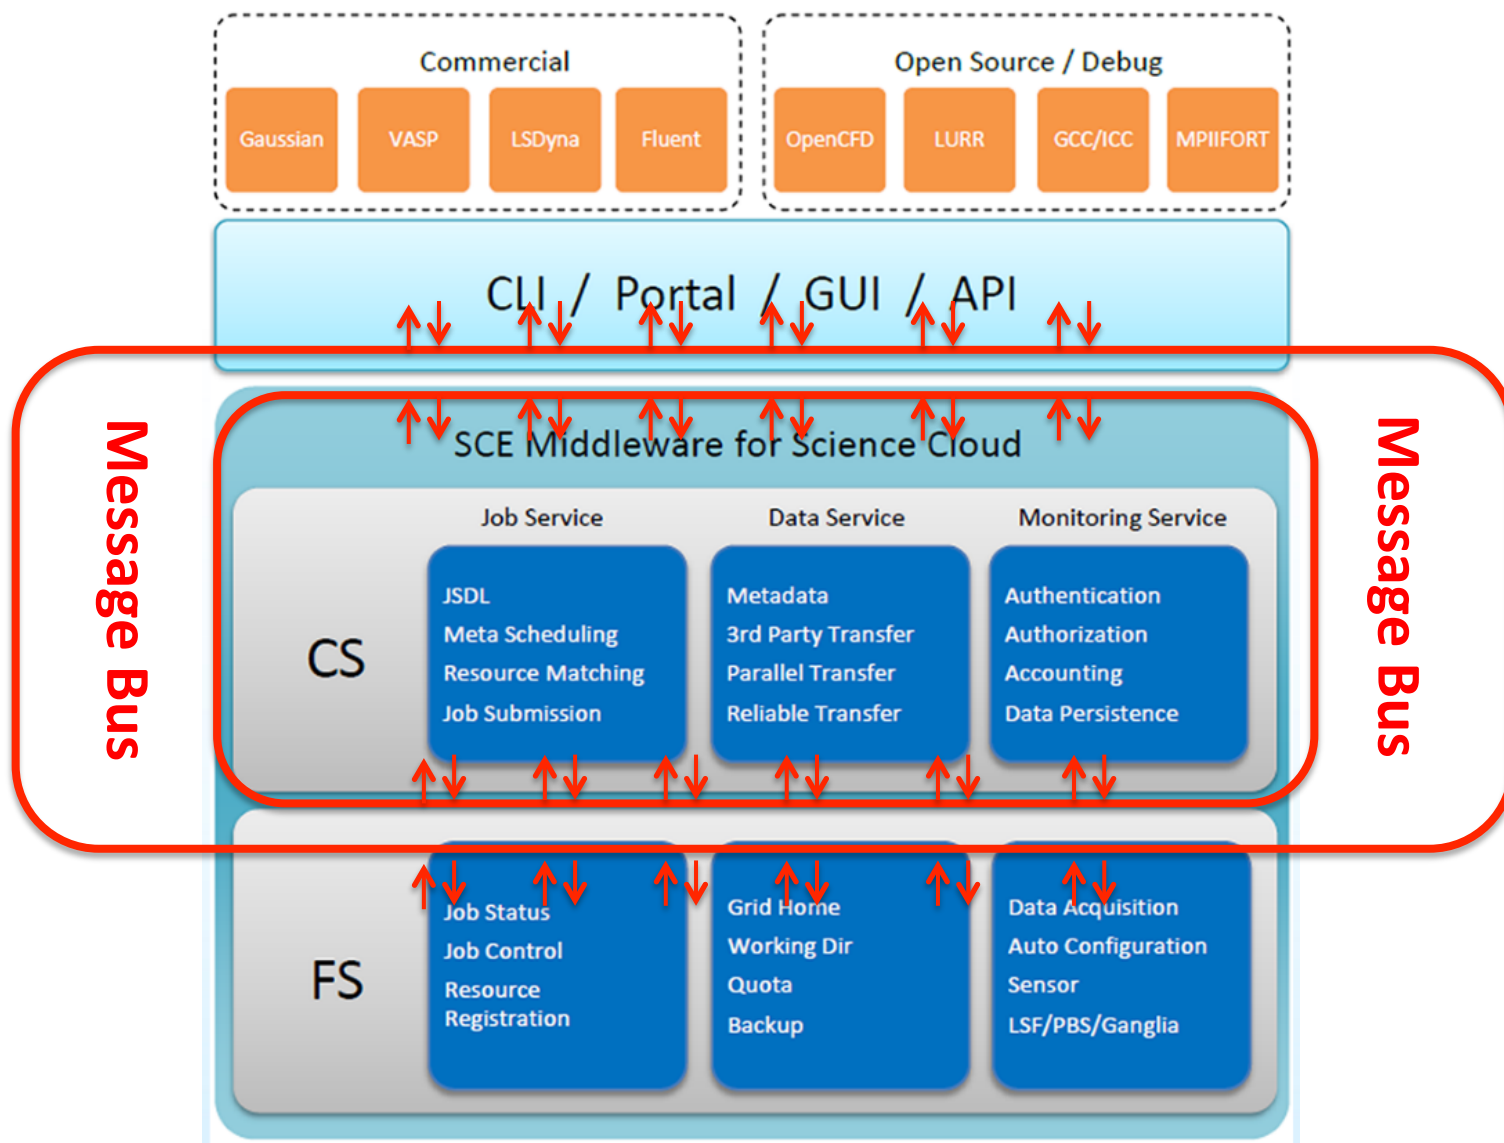 Commercial
Open Source / Debug
Gaussian
VASP
LSDyna
Fluent
OpenCFD
LURR
GCC/ICC
MPIIFORT
CLI / Portal / GUI / API
Message Bus
Message Bus
SCE Middleware for Science Cloud
Job Service
Data Service
Monitoring Service
CS
JSDL
Meta Scheduling
Resource Matching
Job Submission
Metadata
3rd Party Transfer
Parallel Transfer
Reliable Transfer
Authentication
Authorization
Accounting
Data Persistence
FS
Job Status
Job Control
Resource
Registration
Grid Home
Working Dir
Quota
Backup
Data Acquisition
Auto Configuration
Sensor
LSF/PBS/Ganglia